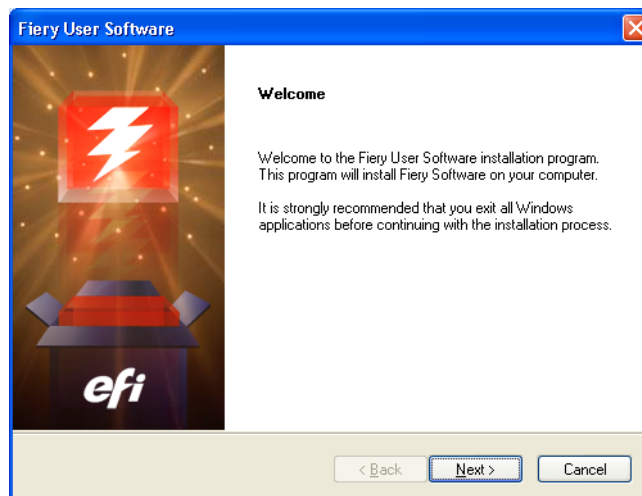 Fiery User Software
Welcome
Welcome to the Fiery User Software installation program.
This program will install Fiery Software on your computer.
It is strongly recommended that you exit all Windows
applications before continuing with the installation process.
efi
< Back
Next >
Cancel